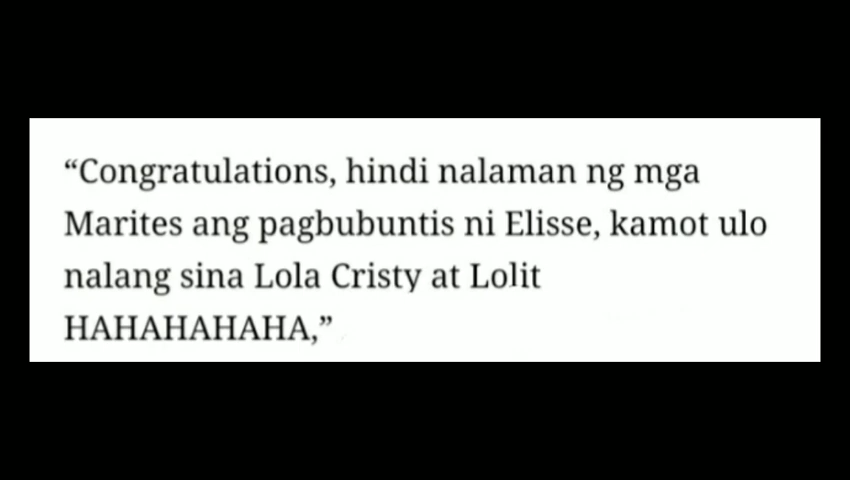 “Congratulations, hindi nalaman ng mga
Marites ang pagbubuntis ni Elisse, kamot ulo
nalang sina Lola Cristy at Lolit
HAHAHAHAHA,”